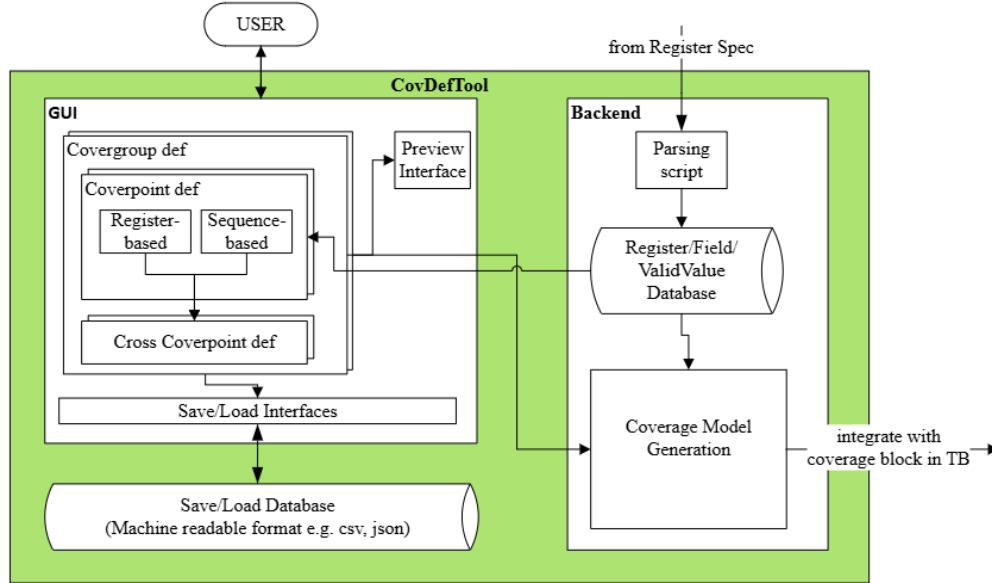 USER
from Register Spec
CovDefTool
GUI
Covergroup def
Coverpoint def
Register-
based
Sequence-
based
Cross Coverpoint def
Preview
Interface
Save/Load Interfaces
Save/Load Database
(Machine readable format e.g. csv, json)
Backend
Parsing
script
Register/Field/
ValidValue
Database
Coverage Model
Generation
integrate with
coverage block in TB